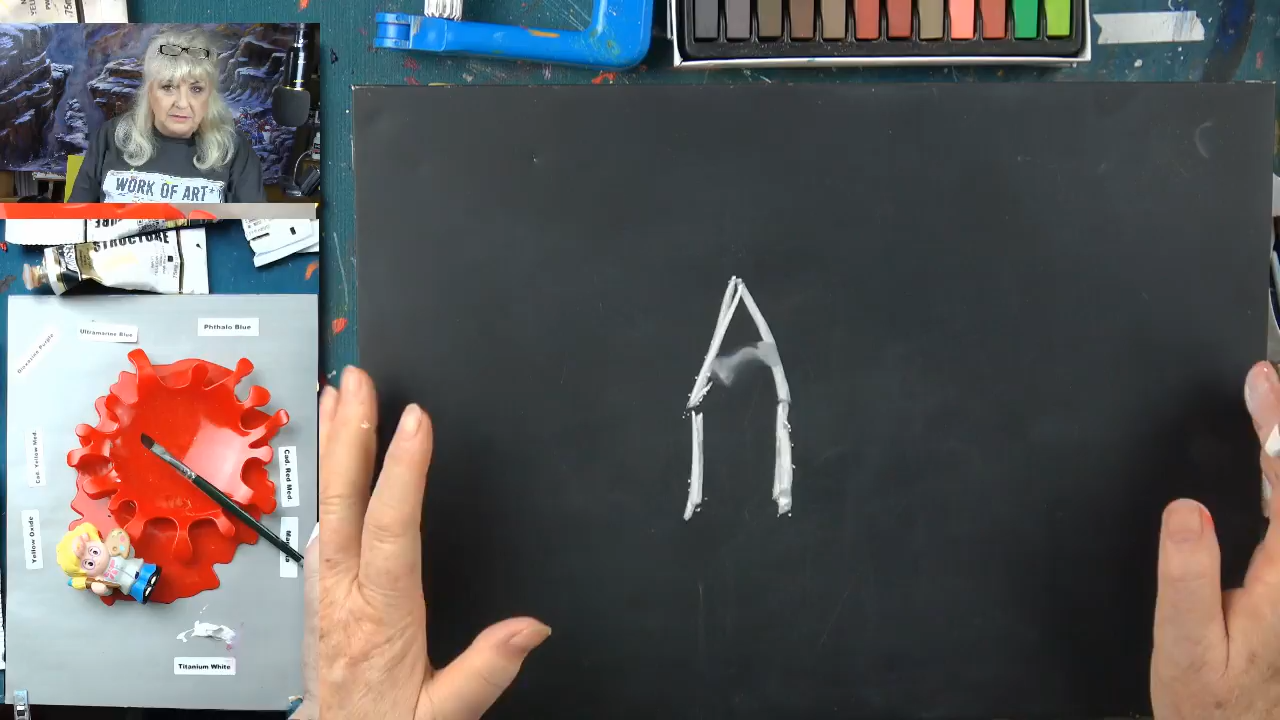 WORK OF ART*
STRUCTURE
Ultramarine Blue
Phthalo Blue
Dioxazine Purple
Cad. Yellow Med.
Cad. Red Med.
Yellow Oxide
Titanium White
A